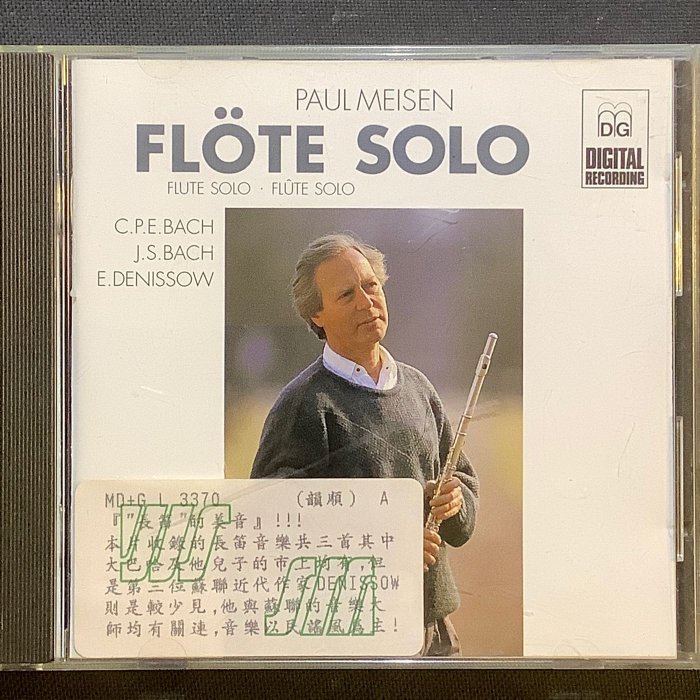 PAUL MEISEN
FLÖTE SOLO
FLUTE SOLO · FLÛTE SOLO
DG
DIGITAL
RECORDING
C.P.E.BACH
J.S.BACH
E.DENISSOW
MD+G L 3370 (韻順) A
『"長笛"的美音』!!!
本片收錄的長笛音樂共三首其中
大巴哈及他兒子的市上均有,但
是第三位蘇聯近代作家DENISSOW
則是較少見,他與蘇聯的音樂大
師均有關連,音樂以民謠風為主!